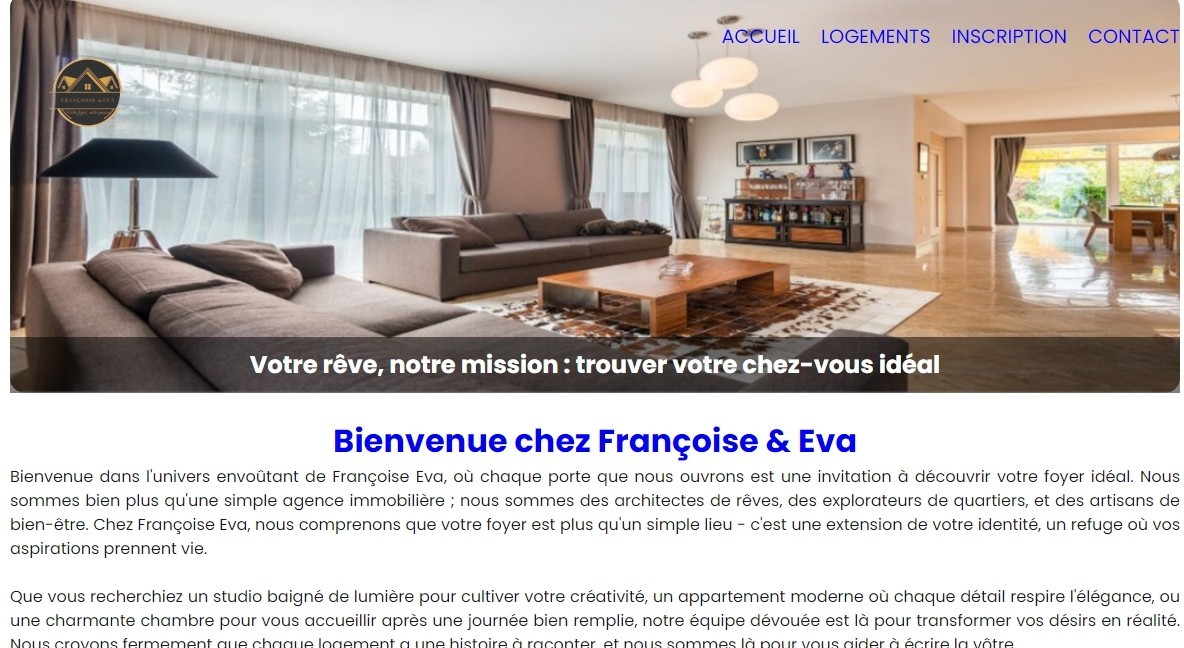 ACCUEIL LOGEMENTS INSCRIPTION CONTACT
FRANÇOISE & EVA
Votre rêve, notre mission : trouver votre chez-vous idéal
Bienvenue chez Françoise & Eva
Bienvenue dans l'univers envoûtant de Françoise Eva, où chaque porte que nous ouvrons est une invitation à découvrir votre foyer idéal. Nous
sommes bien plus qu'une simple agence immobilière ; nous sommes des architectes de rêves, des explorateurs de quartiers, et des artisans de
bien-être. Chez Françoise Eva, nous comprenons que votre foyer est plus qu'un simple lieu - c'est une extension de votre identité, un refuge où vos
aspirations prennent vie.
Que vous recherchiez un studio baigné de lumière pour cultiver votre créativité, un appartement moderne où chaque détail respire l'élégance, ou
une charmante chambre pour vous accueillir après une journée bien remplie, notre équipe dévouée est là pour transformer vos désirs en réalité.
Nous croyons fermement que chaque logement a une histoire à raconter, et nous sommes là pour vous aider à écrire la vôtre.